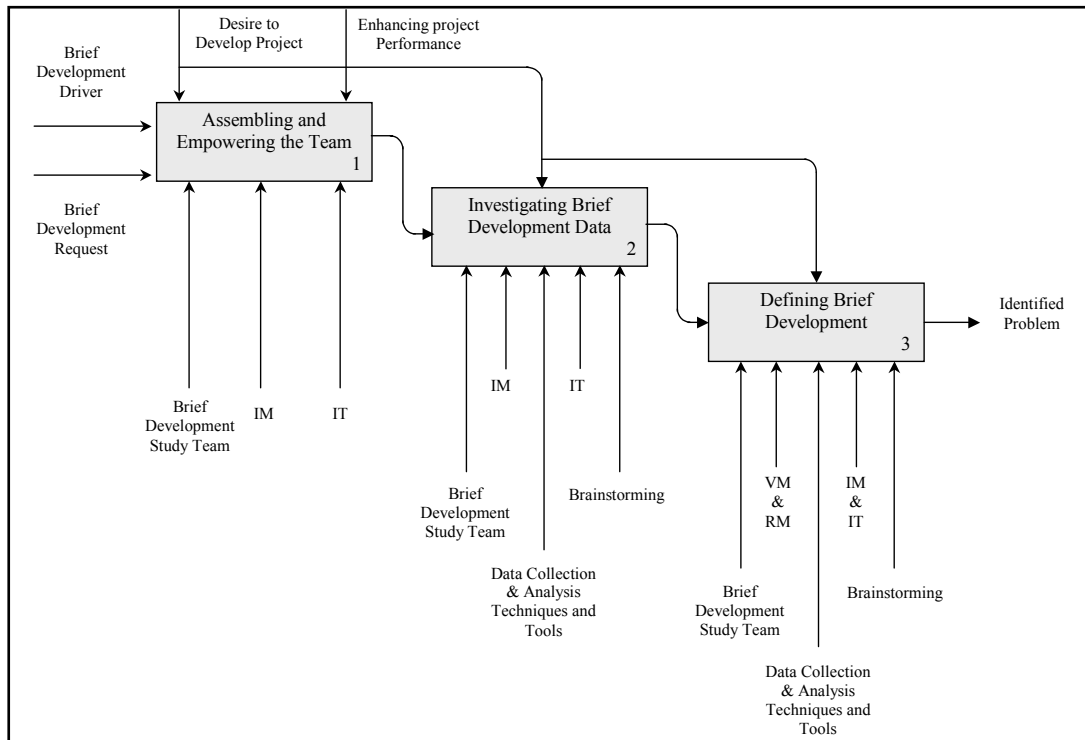 Desire to
Develop Project
Enhancing project
Performance
Brief
Development
Driver
Assembling and
Empowering the Team
1
Brief
Development
Request
Investigating Brief
Development Data
2
Defining Brief
Development
3
Identified
Problem
Brief
Development
Study Team
IM
IT
IM
IT
Brief
Development
Study Team
Brainstorming
Data Collection
& Analysis
Techniques and
Tools
VM
&
RM
IM
&
IT
Brief
Development
Study Team
Brainstorming
Data Collection
& Analysis
Techniques and
Tools